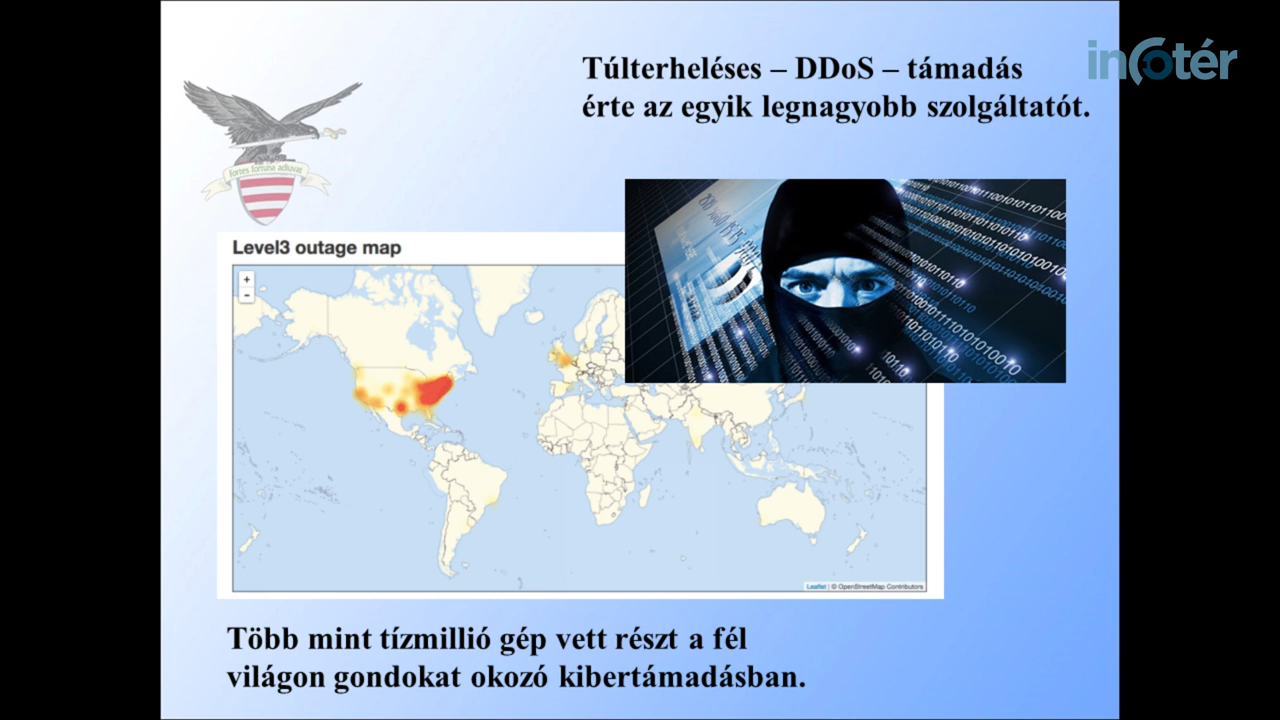 Túlterheléses – DDoS – támadás
érte az egyik legnagyobb szolgáltatót.
infotér
fortes fortuna adiuvat
Level3 outage map
+
-
Leaflet | © OpenStreetMap Contributors
Több mint tízmillió gép vett részt a fél
világon gondokat okozó kibertámadásban.